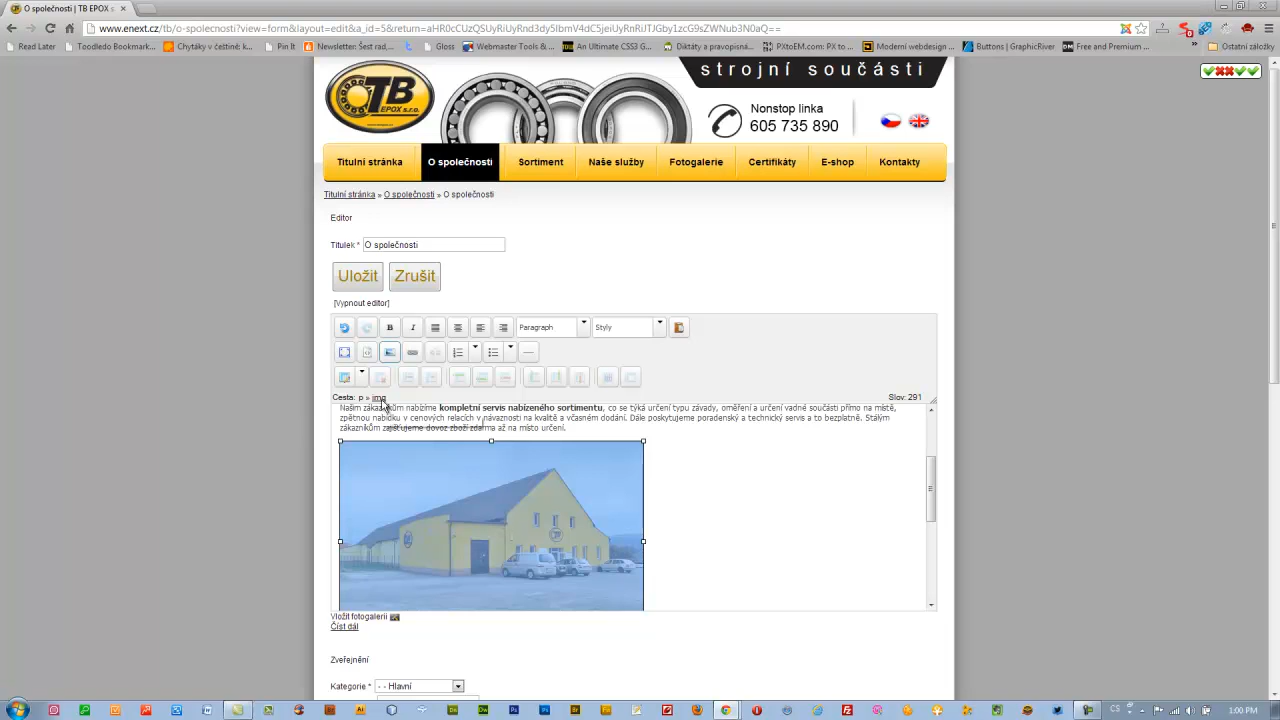 O společnosti | TB EPOX s
www.enext.cz/tb/o-spolecnosti?view=form&layout=edit&a_id=5&return=aHR0cCUzQSUyRiUyRnd3dy5lbmV4dC5jeiUyRnRiJTJGby1zcG9sZWNub3N0aQ==
Read Later
Toodledo Bookmark...
Chytáky v češtině: k...
Pin It
Newsletter: Šest rad,...
Gloss
Webmaster Tools &...
An Ultimate CSS3 G...
Diktáty a pravopisná...
PXtoEM.com: PX to ...
Moderní webdesign ...
Buttons | GraphicRiver
Free and Premium ...
Ostatní záložky
strojní součásti
TB
EPOX s.r.o.
Nonstop linka
605 735 890
Titulní stránka
O společnosti
Sortiment
Naše služby
Fotogalerie
Certifikáty
E-shop
Kontakty
Titulní stránka » O společnosti » O společnosti
Editor
Titulek * O společnosti
Uložit
Zrušit
[Vypnout editor]
Paragraph
Styly
Cesta: p » img
Slov: 291
Našim zákazníkům nabízíme kompletní servis nabízeného sortimentu, co se týká určení typu závady, oměření a určení vadné součásti přímo na místě,
zpětnou nabídku v cenových relacích v návaznosti na kvalitě a včasném dodání. Dále poskytujeme poradenský a technický servis a to bezplatně. Stálým
zákazníkům zajišťujeme dovoz zboží zdarma až na místo určení.
Vložit fotogalerii
Číst dál
Zveřejnění
Kategorie * - - Hlavní
CS
1:00 PM